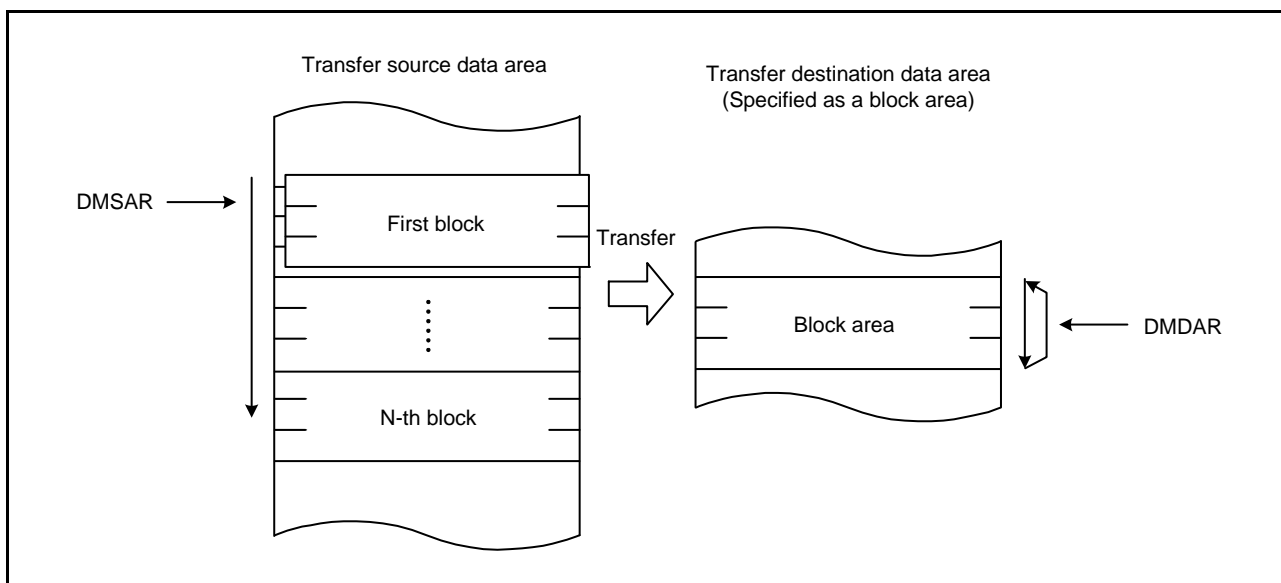 Transfer source data area
Transfer destination data area
(Specified as a block area)
DMSAR
First block
Transfer
Block area
DMDAR
N-th block